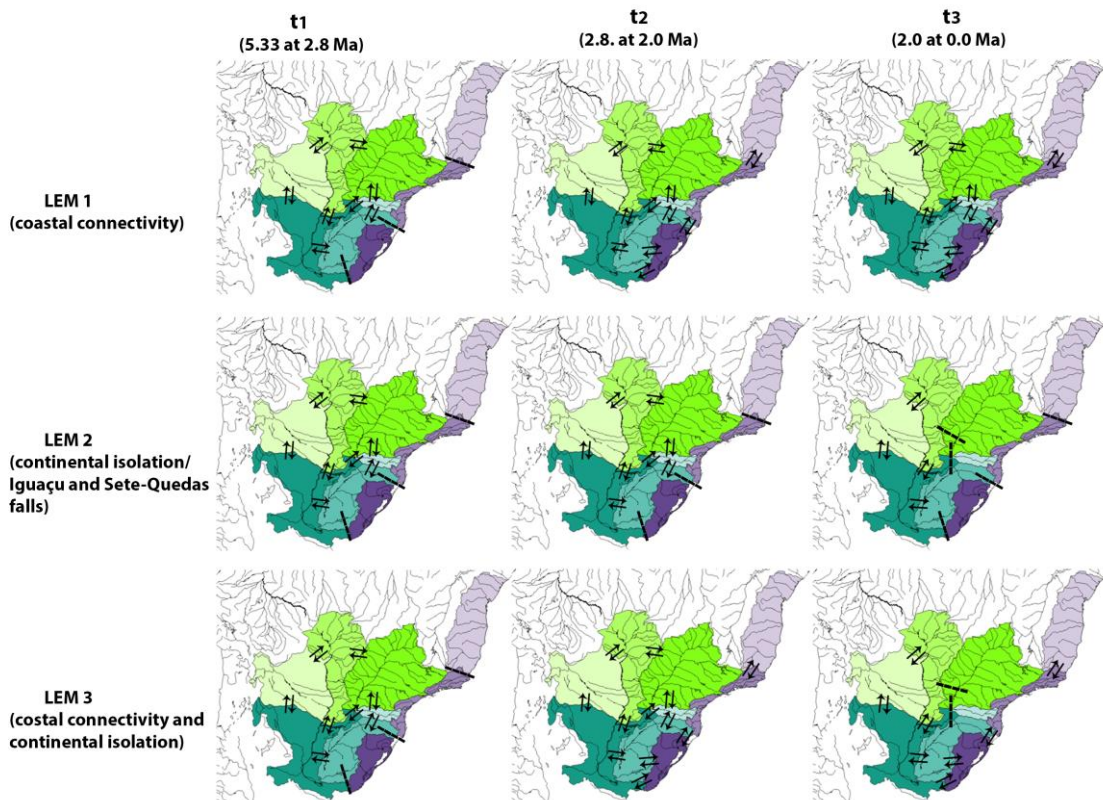 t1
(5.33 at 2.8 Ma)
t2
(2.8. at 2.0 Ma)
t3
(2.0 at 0.0 Ma)
LEM 1
(coastal connectivity)
LEM 2
(continental isolation/
Iguaçu and Sete-Quedas
falls)
LEM 3
(costal connectivity and
continental isolation)